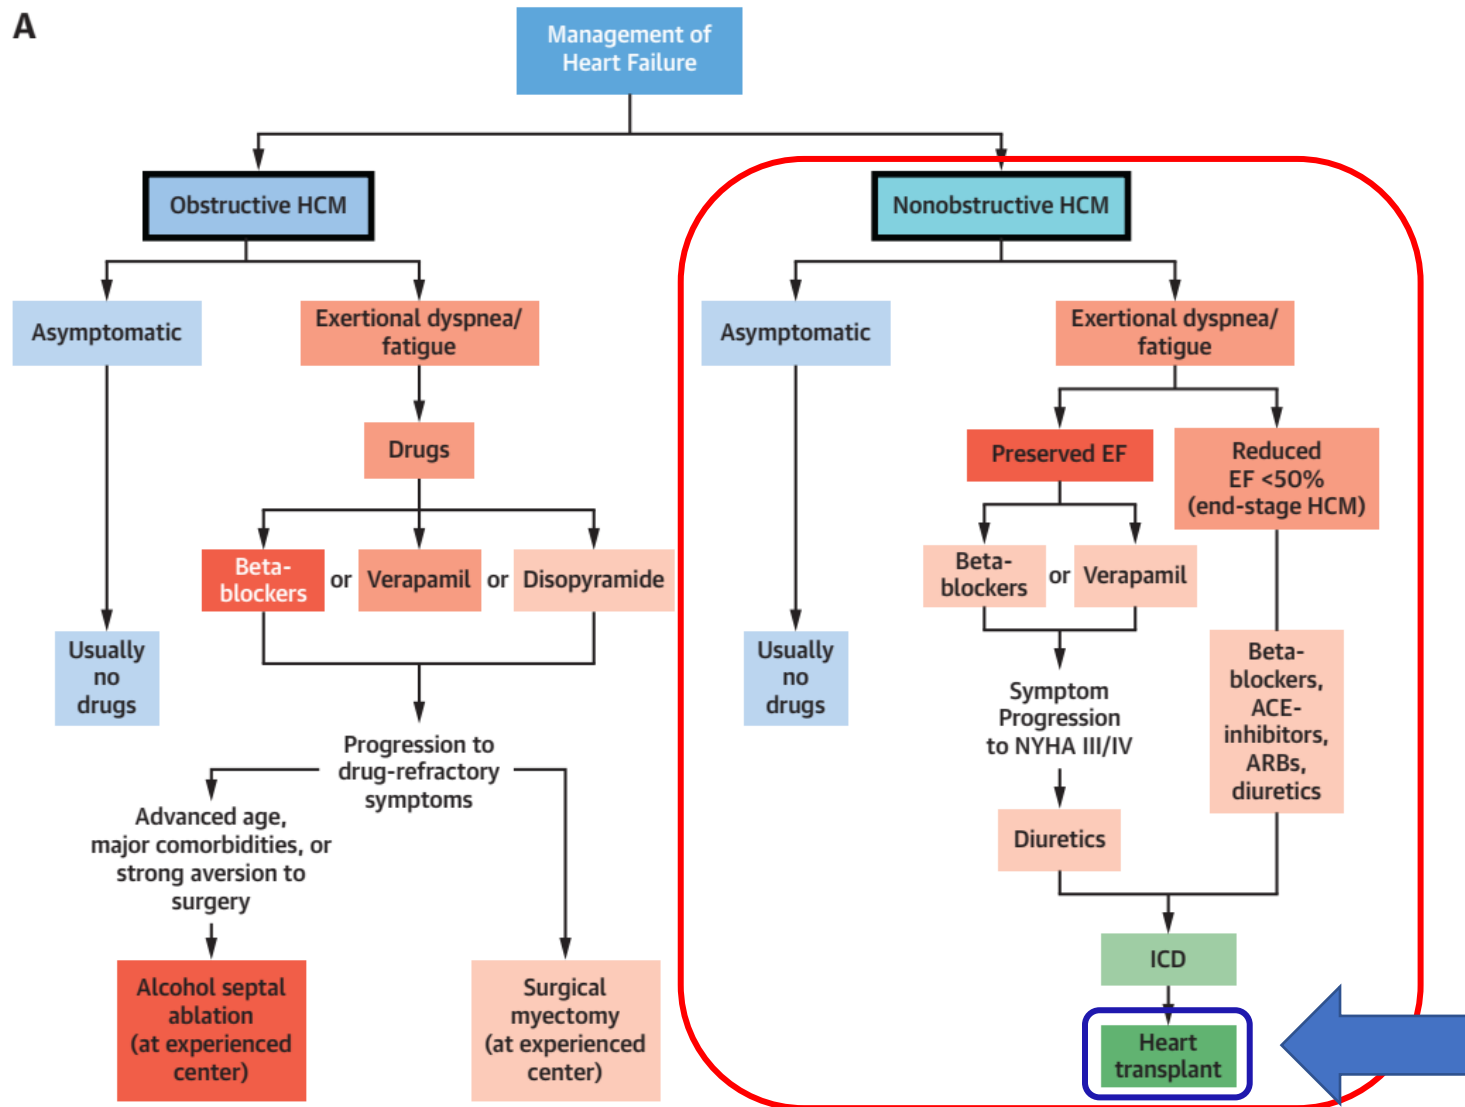 A
Management of
Heart Failure
Obstructive HCM
Nonobstructive HCM
Asymptomatic
Exertional dyspnea/
fatigue
Asymptomatic
Exertional dyspnea/
fatigue
Drugs
Preserved EF
Reduced
EF <50%
(end-stage HCM)
Beta-
blockers
or
Verapamil
or
Disopyramide
Beta-
blockers
or
Verapamil
Usually
no
drugs
Usually
no
drugs
Symptom
Progression
to NYHA III/IV
Beta-
blockers,
ACE-
inhibitors,
ARBs,
diuretics
Progression to
drug-refractory
symptoms
Advanced age,
major comorbidities, or
strong aversion to
surgery
Diuretics
Alcohol septal
ablation
(at experienced
center)
Surgical
myectomy
(at experienced
center)
ICD
Heart
transplant